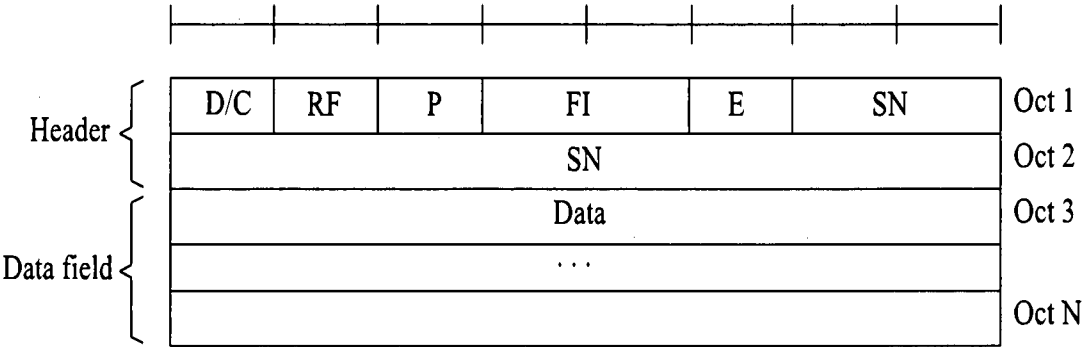 D/C RF P FI E SN Oct 1
Header
SN Oct 2
Data Oct 3
Data field ...
Oct N